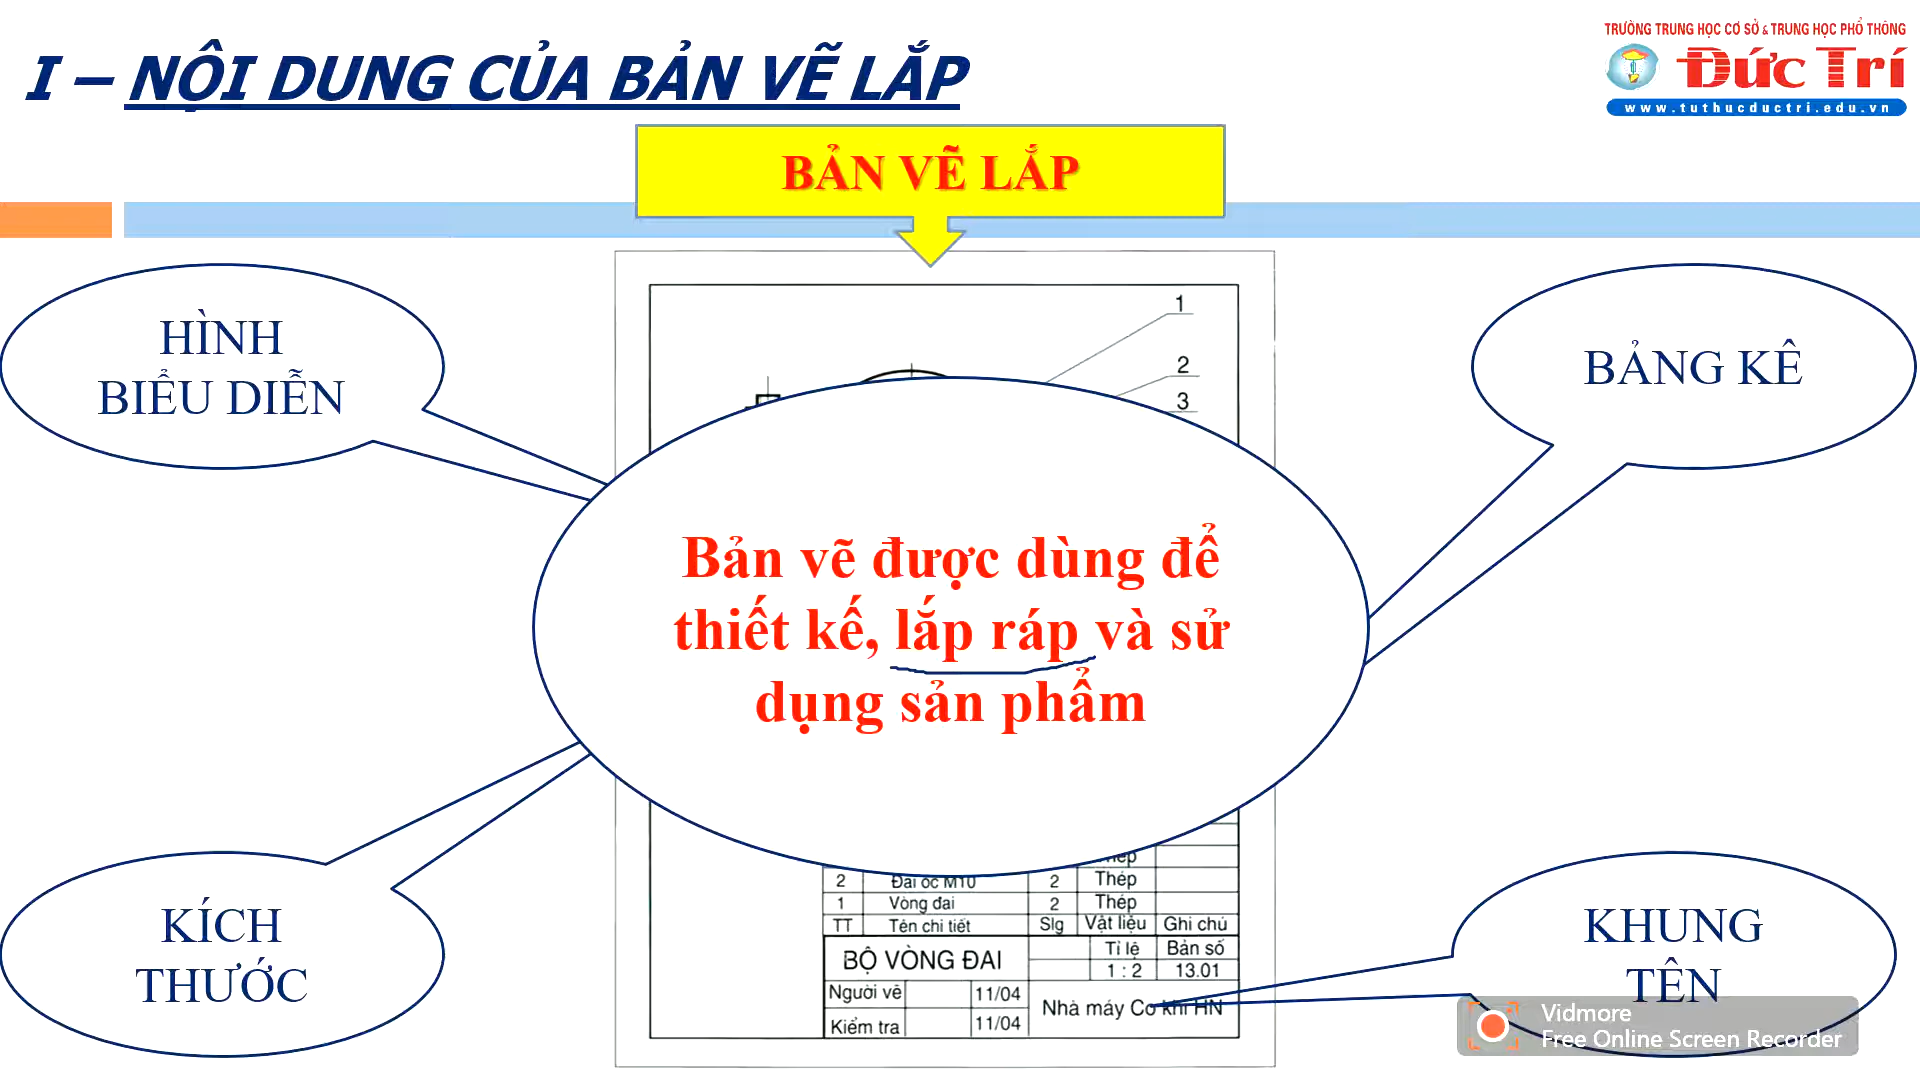 I – NỘI DUNG CỦA BẢN VẼ LẮP
TRƯỜNG TRUNG HỌC CƠ SỞ & TRUNG HỌC PHỔ THÔNG
Đức Trí
www.tuthucductri.edu.vn
BẢN VẼ LẮP
HÌNH
BIỂU DIỄN
BẢNG KÊ
1
2
3
Bản vẽ được dùng để
thiết kế, lắp ráp và sử
dụng sản phẩm
KÍCH
THƯỚC
KHUNG
TÊN
Thép
2 Đai ốc M10 2 Thép
1 Vòng đai 2 Thép
TT Tên chi tiết Slg Vật liệu Ghi chú
BỘ VÒNG ĐAI
Tỉ lệ Bản số
1 : 2 13.01
Người vẽ 11/04
Kiểm tra 11/04
Nhà máy Cơ khí HN
Vidmore
Free Online Screen Recorder